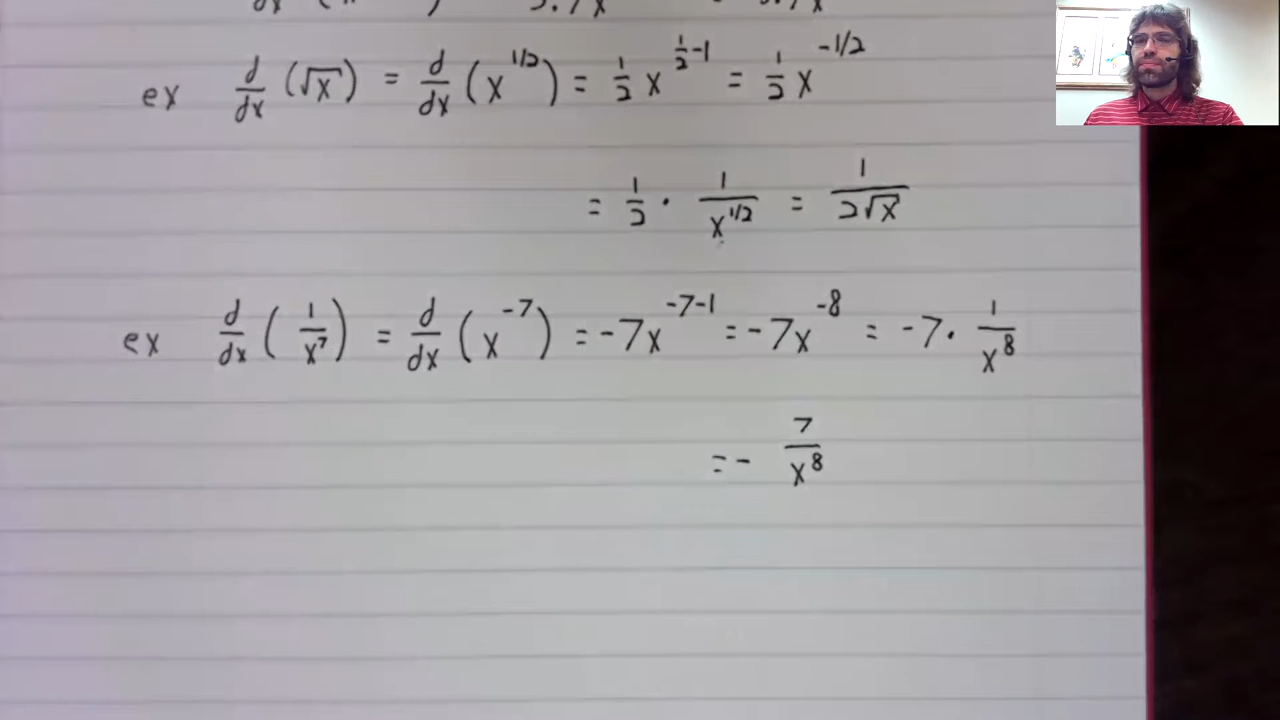 ex d/dx (√x) = d/dx (x^1/2) = 1/2 x^1/2-1 = 1/2 x^-1/2
= 1/2 · 1/x^1/2 = 1/2√x
ex d/dx (1/x^7) = d/dx (x^-7) = -7x^-7-1 = -7x^-8 = -7 · 1/x^8
= - 7/x^8